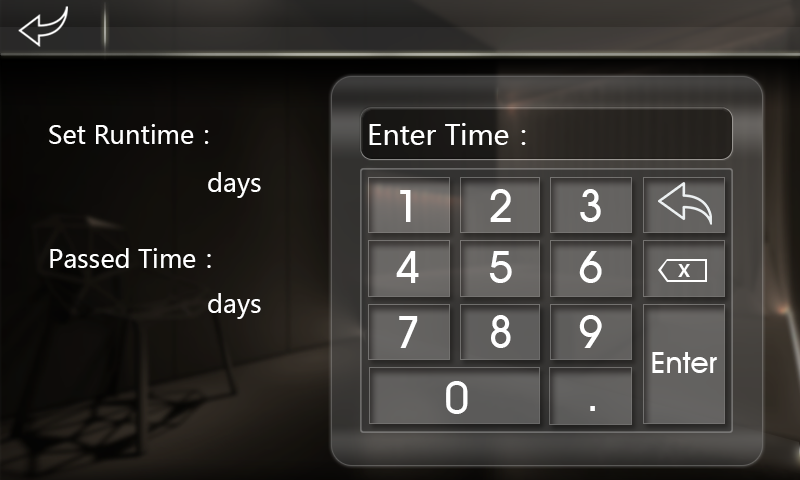 Set Runtime :
days
Passed Time :
days
Enter Time :
1 2 3
4 5 6 X
7 8 9 Enter
0 .